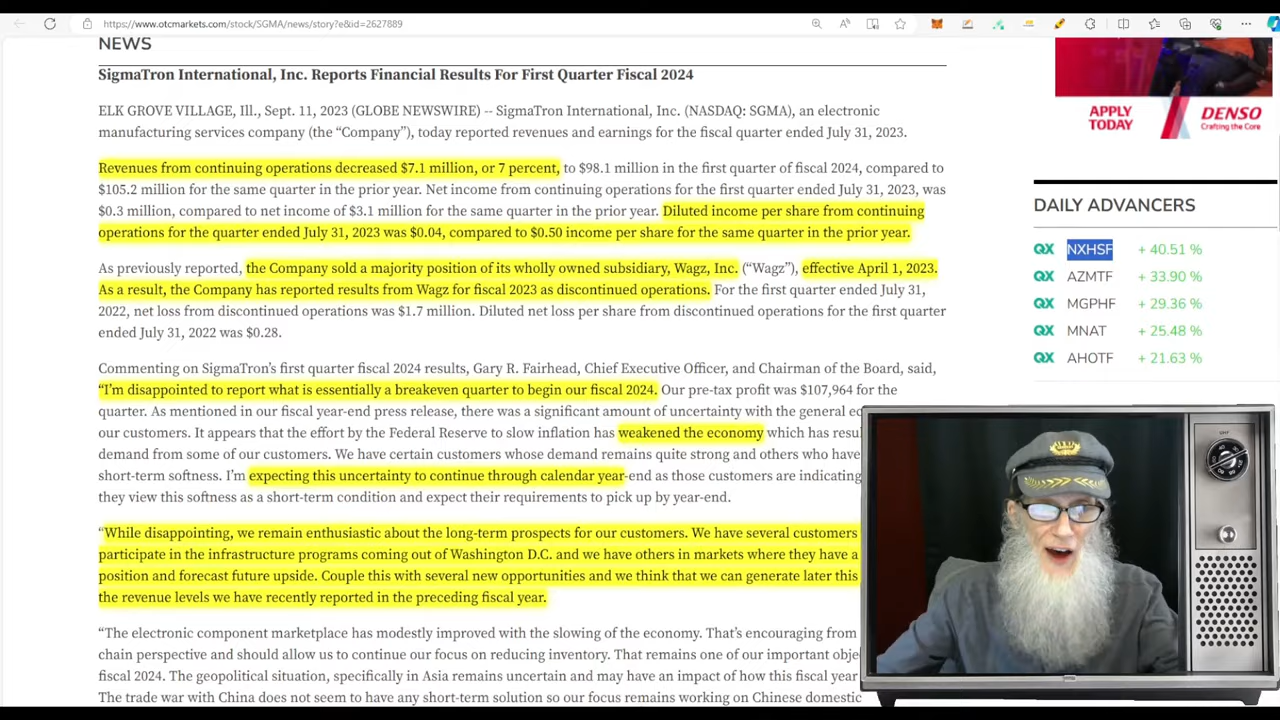 https://www.otcmarkets.com/stock/SGMA/news/story?e&id=2627889
NEWS
SigmaTron International, Inc. Reports Financial Results For First Quarter Fiscal 2024
ELK GROVE VILLAGE, Ill., Sept. 11, 2023 (GLOBE NEWSWIRE) -- SigmaTron International, Inc. (NASDAQ: SGMA), an electronic
manufacturing services company (the “Company”), today reported revenues and earnings for the fiscal quarter ended July 31, 2023.
Revenues from continuing operations decreased $7.1 million, or 7 percent, to $98.1 million in the first quarter of fiscal 2024, compared to
$105.2 million for the same quarter in the prior year. Net income from continuing operations for the first quarter ended July 31, 2023, was
$0.3 million, compared to net income of $3.1 million for the same quarter in the prior year. Diluted income per share from continuing
operations for the quarter ended July 31, 2023 was $0.04, compared to $0.50 income per share for the same quarter in the prior year.
As previously reported, the Company sold a majority position of its wholly owned subsidiary, Wagz, Inc. (“Wagz”), effective April 1, 2023.
As a result, the Company has reported results from Wagz for fiscal 2023 as discontinued operations. For the first quarter ended July 31,
2022, net loss from discontinued operations was $1.7 million. Diluted net loss per share from discontinued operations for the first quarter
ended July 31, 2022 was $0.28.
Commenting on SigmaTron’s first quarter fiscal 2024 results, Gary R. Fairhead, Chief Executive Officer, and Chairman of the Board, said,
“I’m disappointed to report what is essentially a breakeven quarter to begin our fiscal 2024. Our pre-tax profit was $107,964 for the
quarter. As mentioned in our fiscal year-end press release, there was a significant amount of uncertainty with the general ec
our customers. It appears that the effort by the Federal Reserve to slow inflation has weakened the economy which has resul
demand from some of our customers. We have certain customers whose demand remains quite strong and others who have
short-term softness. I’m expecting this uncertainty to continue through calendar year-end as those customers are indicating
they view this softness as a short-term condition and expect their requirements to pick up by year-end.
“While disappointing, we remain enthusiastic about the long-term prospects for our customers. We have several customers
participate in the infrastructure programs coming out of Washington D.C. and we have others in markets where they have a
position and forecast future upside. Couple this with several new opportunities and we think that we can generate later this
the revenue levels we have recently reported in the preceding fiscal year.
“The electronic component marketplace has modestly improved with the slowing of the economy. That’s encouraging from
chain perspective and should allow us to continue our focus on reducing inventory. That remains one of our important obje
fiscal 2024. The geopolitical situation, specifically in Asia remains uncertain and may have an impact of how this fiscal year
The trade war with China does not seem to have any short-term solution so our focus remains working on Chinese domestic
APPLY
TODAY
DENSO
Crafting the Core
DAILY ADVANCERS
QX NXHSF + 40.51 %
QX AZMTF + 33.90 %
QX MGPHF + 29.36 %
QX MNAT + 25.48 %
QX AHOTF + 21.63 %